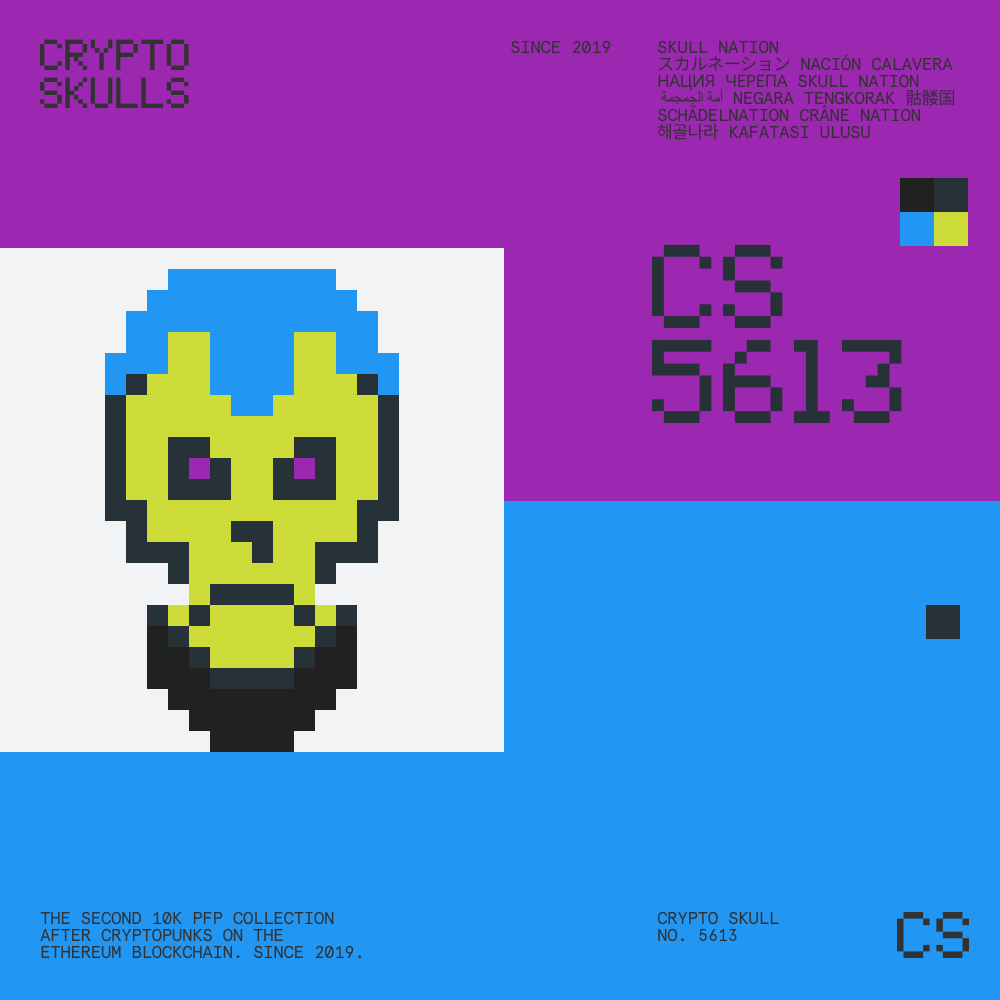 CRYPTO
SKULLS
SINCE 2019
SKULL NATION
スカルネーション NACIÓN CALAVERA
НАЦИЯ ЧЕРЕПА SKULL NATION
أمة الجمجمة NEGARA TENGKORAK 骷髅国
SCHÄDELNATION CRÂNE NATION
해골나라 KAFATASI ULUSU
CS
5613
THE SECOND 10K PFP COLLECTION
AFTER CRYPTOPUNKS ON THE
ETHEREUM BLOCKCHAIN. SINCE 2019.
CRYPTO SKULL
NO. 5613
CS